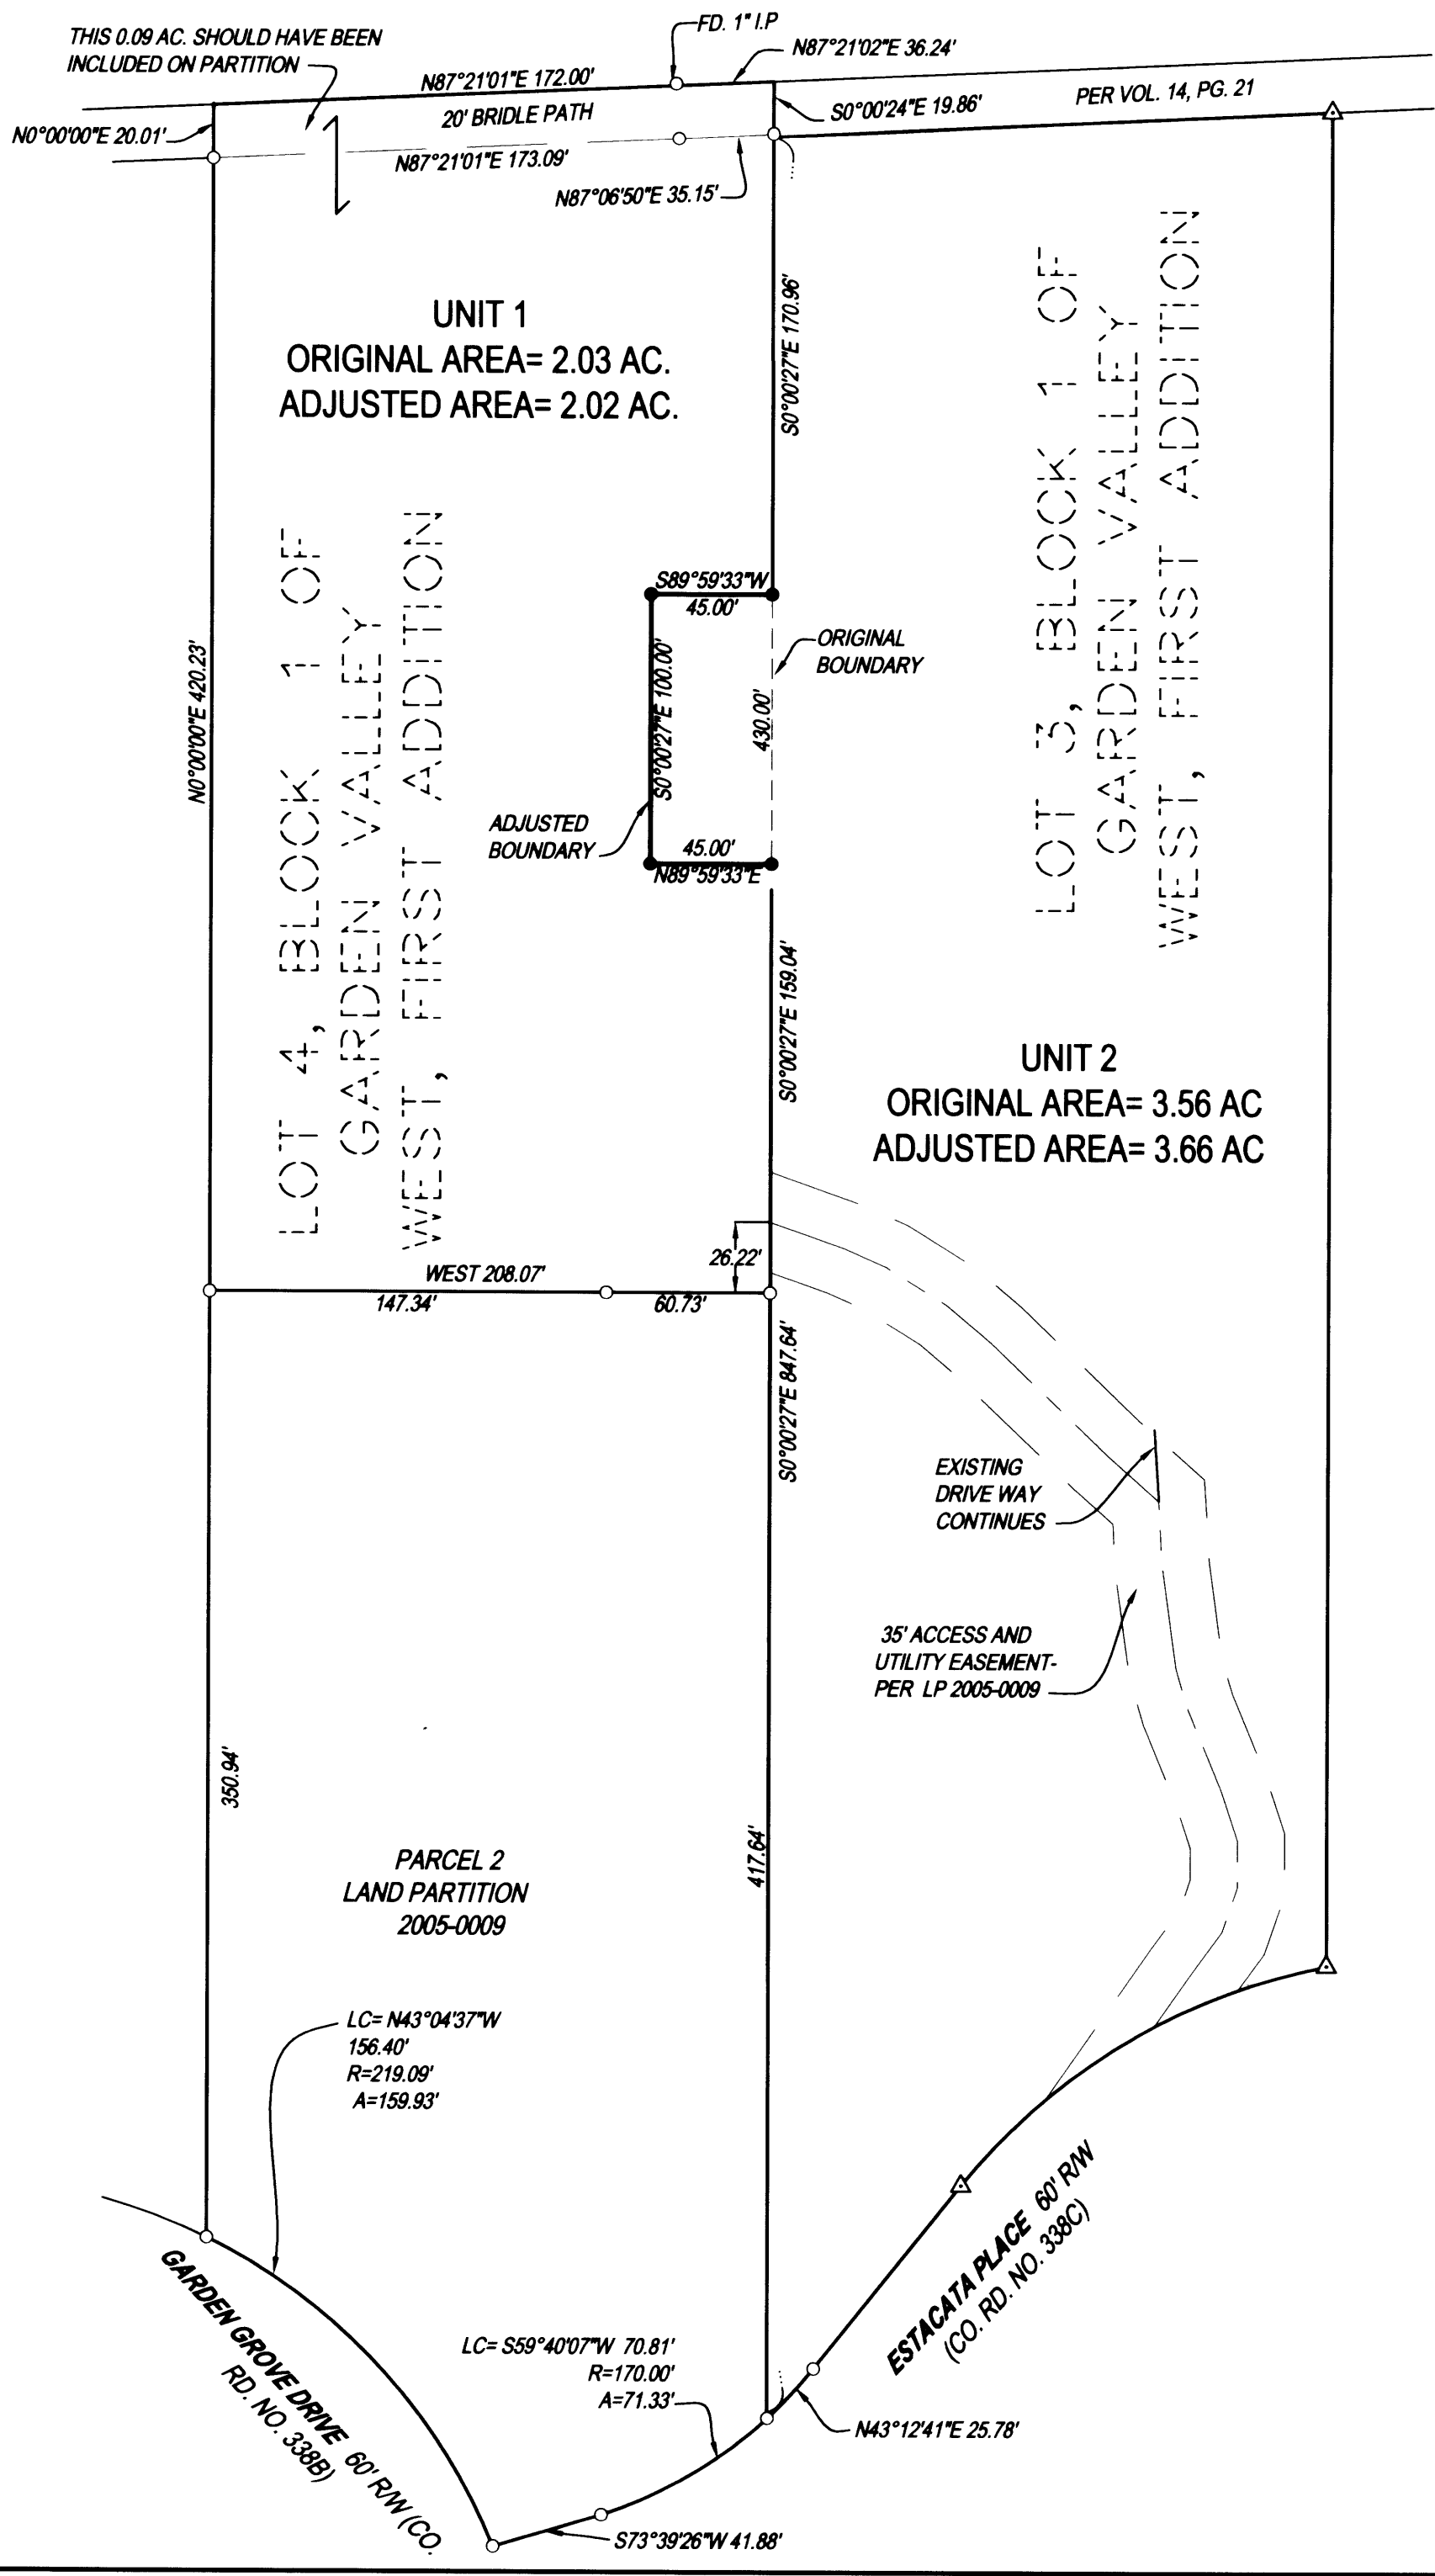 FD. 1" I.P
THIS 0.09 AC. SHOULD HAVE BEEN
INCLUDED ON PARTITION
N87°21'02"E 36.24'
N87°21'01"E 172.00'
20' BRIDLE PATH
S0°00'24"E 19.86'
PER VOL. 14, PG. 21
N0°00'00"E 20.01'
N87°21'01"E 173.09'
N87°06'50"E 35.15'
UNIT 1
ORIGINAL AREA= 2.03 AC.
ADJUSTED AREA= 2.02 AC.
S0°00'27"E 170.96'
LOT 3, BLOCK 1 OF
GARDEN VALLEY
WEST, FIRST ADDITION
LOT 4, BLOCK 1 OF
GARDEN VALLEY
WEST, FIRST ADDITION
N0°00'00"E 420.23'
S89°59'33"W
45.00'
S0°00'27"E 100.00'
ORIGINAL
BOUNDARY
430.00'
ADJUSTED
BOUNDARY
45.00'
N89°59'33"E
S0°00'27"E 159.04'
UNIT 2
ORIGINAL AREA= 3.56 AC
ADJUSTED AREA= 3.66 AC
26.22'
WEST 208.07'
147.34'
60.73'
S0°00'27"E 847.64'
EXISTING
DRIVE WAY
CONTINUES
35' ACCESS AND
UTILITY EASEMENT-
PER LP 2005-0009
350.94'
417.64'
PARCEL 2
LAND PARTITION
2005-0009
LC= N43°04'37"W
156.40'
R=219.09'
A=159.93'
GARDEN GROVE DRIVE 60' R/W (CO.
RD. NO. 338B)
ESTACATA PLACE 60' R/W
(CO. RD. NO. 338C)
LC= S59°40'07"W 70.81'
R=170.00'
A=71.33'
N43°12'41"E 25.78'
S73°39'26"W 41.88'